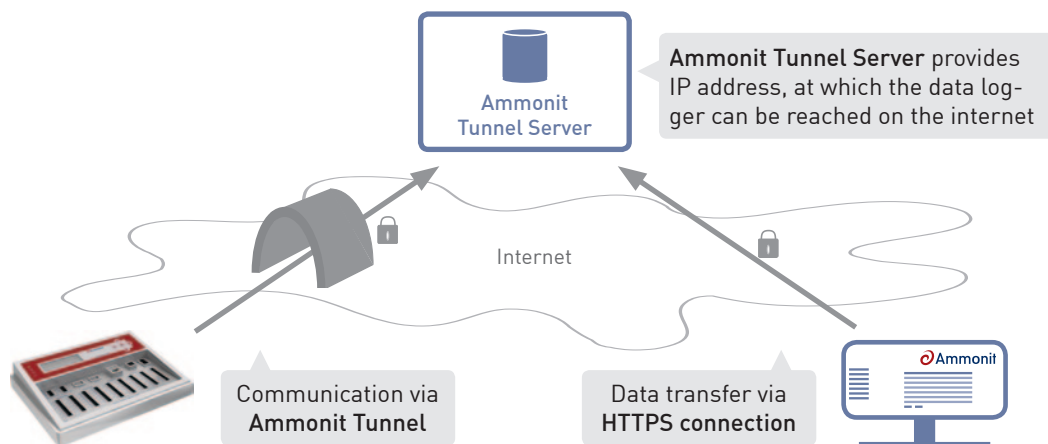 Ammonit
Tunnel Server
Ammonit Tunnel Server provides
IP address, at which the data log-
ger can be reached on the internet
Internet
Communication via
Ammonit Tunnel
Data transfer via
HTTPS connection
Ammonit